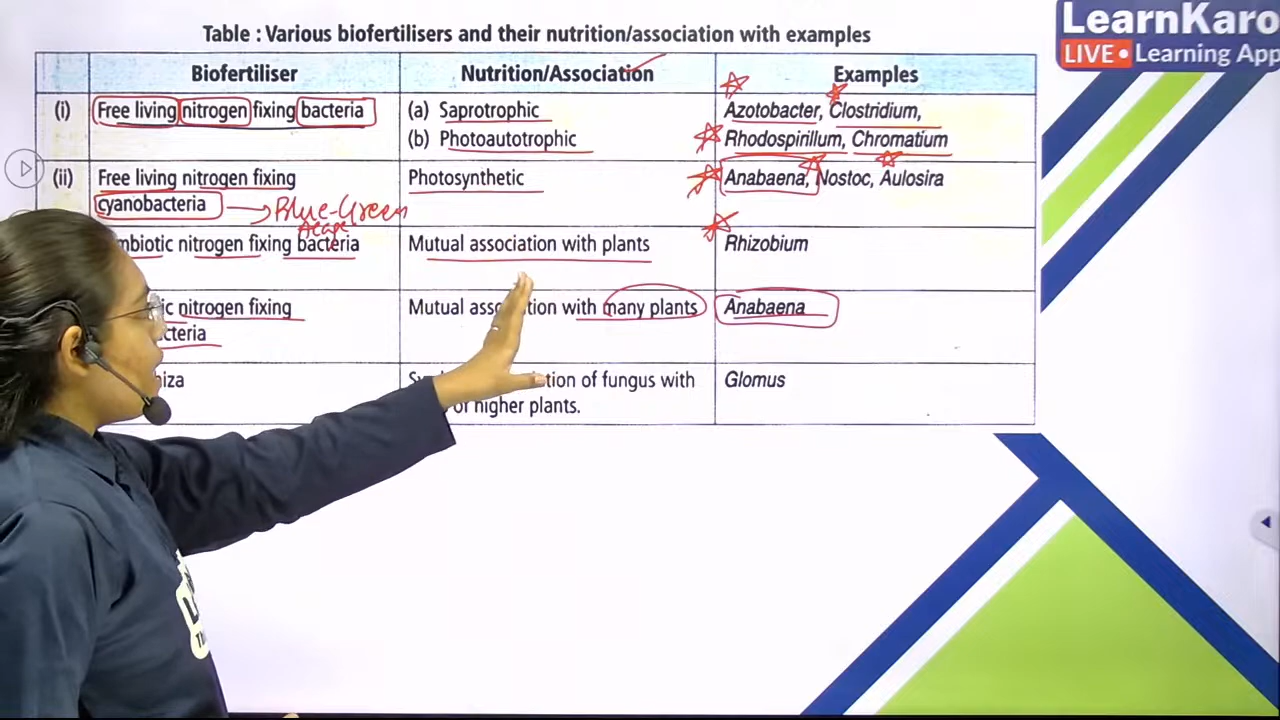 Table : Various biofertilisers and their nutrition/association with examples
LearnKaro
LIVE • Learning App
Biofertiliser Nutrition/Association Examples
(i) Free living nitrogen fixing bacteria (a) Saprotrophic Azotobacter, Clostridium,
(b) Photoautotrophic Rhodospirillum, Chromatium
(ii) Free living nitrogen fixing Photosynthetic Anabaena, Nostoc, Aulosira
cyanobacteria Blue-Green
Algae
mbiotic nitrogen fixing bacteria Mutual association with plants Rhizobium
ic nitrogen fixing Mutual association with many plants Anabaena
cteria
hiza tion of fungus with Glomus
of higher plants.